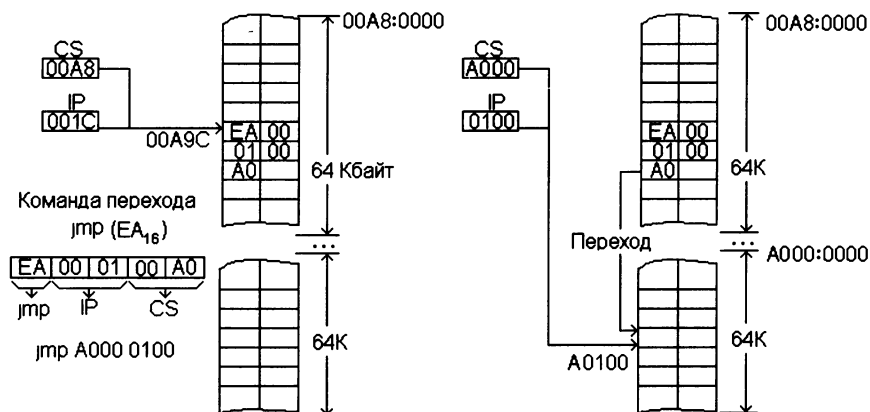 00A8:0000
CS
00A8
IP
001C
00A9C
EA 00
01 00
A0
64 Кбайт
Команда перехода
jmp (EA16)
...
EA 00 01 00 A0
jmp IP CS
jmp A000 0100
64K
00A8:0000
CS
A000
IP
0100
EA 00
01 00
A0
64K
Переход
...
A000:0000
A0100
64K